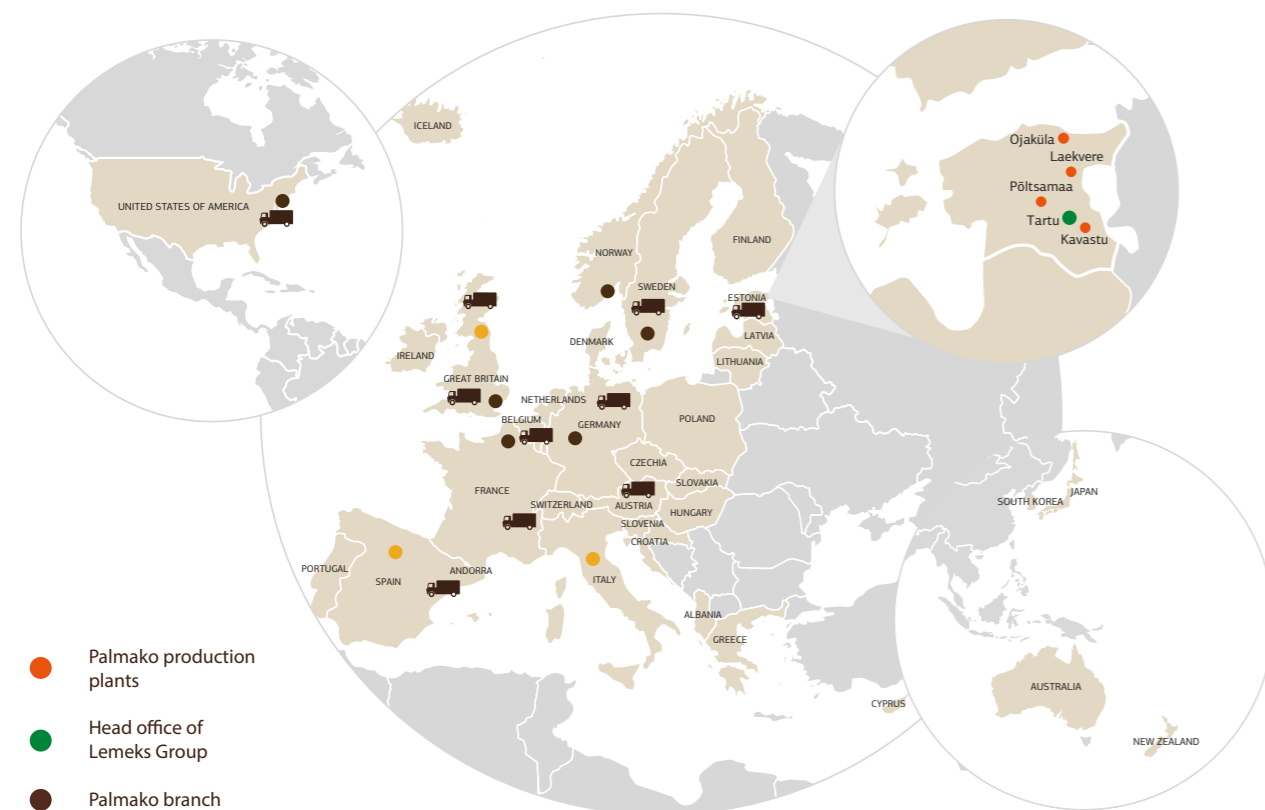 ICELAND
UNITED STATES OF AMERICA
Ojaküla
Laekvere
Põltsamaa
Tartu
Kavastu
FINLAND
NORWAY
SWEDEN
ESTONIA
LATVIA
DENMARK
LITHUANIA
IRELAND
GREAT BRITAIN
NETHERLANDS
POLAND
BELGIUM
GERMANY
CZECHIA
SLOVAKIA
FRANCE
SWITZERLAND
AUSTRIA
HUNGARY
SLOVENIA
CROATIA
PORTUGAL
SPAIN
ANDORRA
ITALY
ALBANIA
GREECE
CYPRUS
SOUTH KOREA
JAPAN
AUSTRALIA
NEW ZEALAND
Palmako production
plants
Head office of
Lemeks Group
Palmako branch